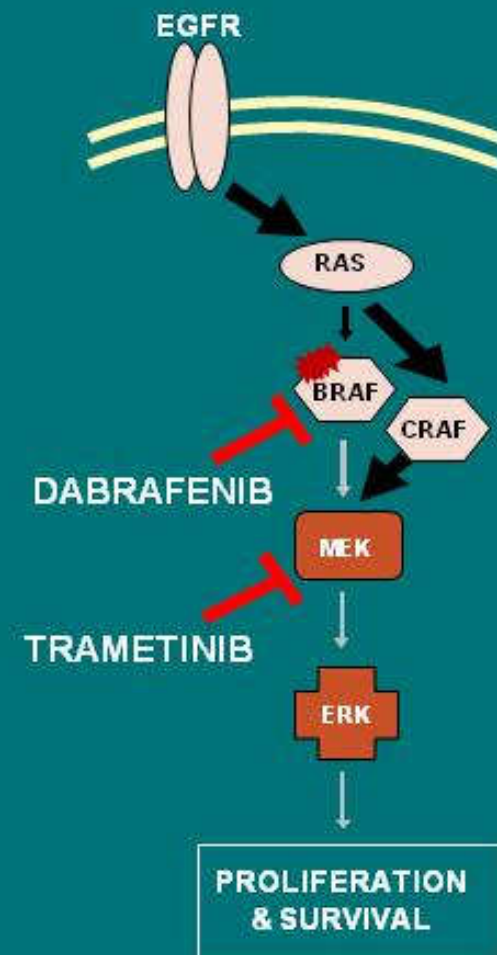 EGFR
RAS
BRAF
CRAF
DABRAFENIB
MEK
TRAMETINIB
ERK
PROLIFERATION
& SURVIVAL